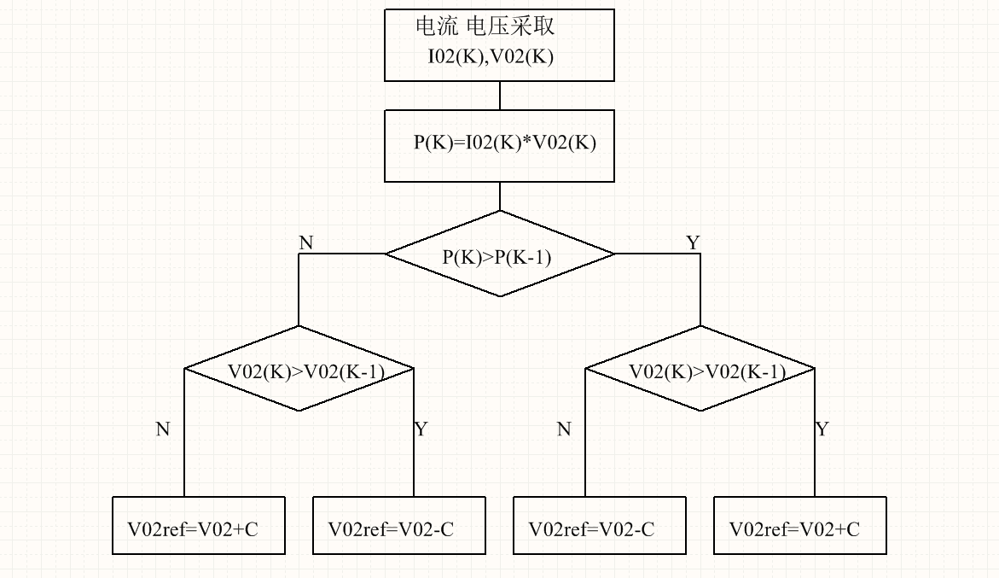 电流 电压采取
I02(K),V02(K)
P(K)=I02(K)*V02(K)
N
Y
P(K)>P(K-1)
V02(K)>V02(K-1)
V02(K)>V02(K-1)
N
Y
N
Y
V02ref=V02+C
V02ref=V02-C
V02ref=V02-C
V02ref=V02+C